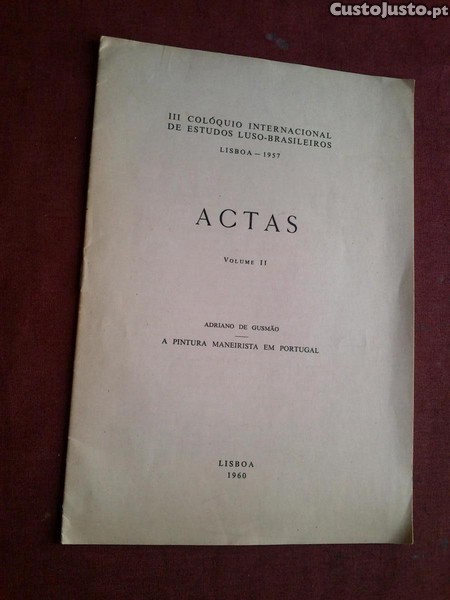 CustoJusto.pt
III COLÓQUIO INTERNACIONAL
DE ESTUDOS LUSO-BRASILEIROS
LISBOA — 1957
ACTAS
VOLUME II
ADRIANO DE GUSMÃO
A PINTURA MANEIRISTA EM PORTUGAL
LISBOA
1960